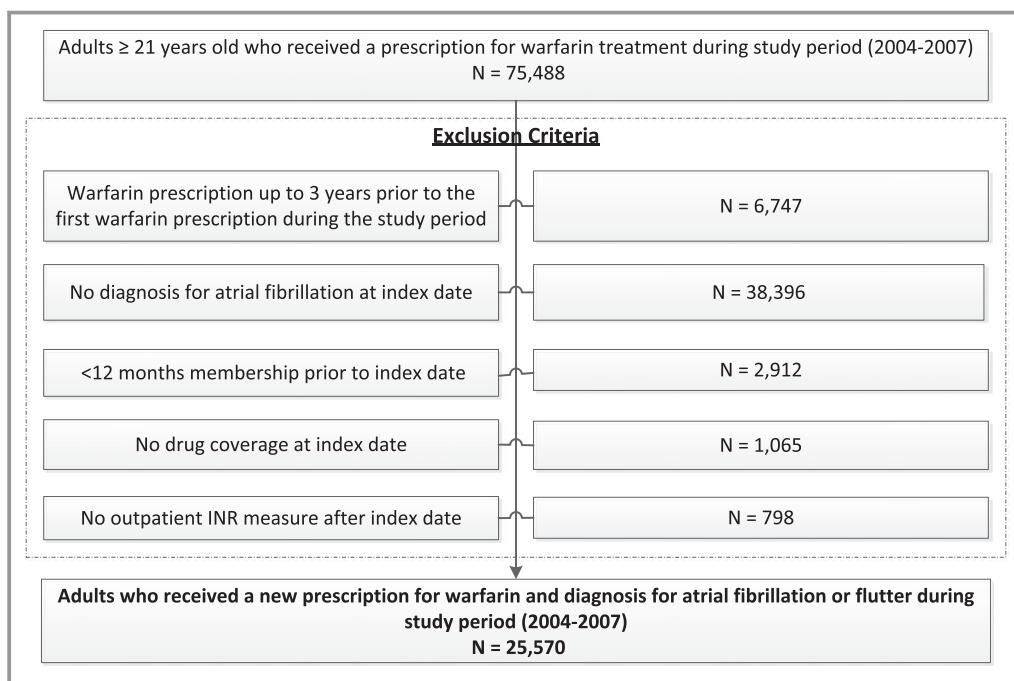 Adults ≥ 21 years old who received a prescription for warfarin treatment during study period (2004-2007)
N = 75,488
Exclusion Criteria
Warfarin prescription up to 3 years prior to the
first warfarin prescription during the study period
N = 6,747
No diagnosis for atrial fibrillation at index date
N = 38,396
<12 months membership prior to index date
N = 2,912
No drug coverage at index date
N = 1,065
No outpatient INR measure after index date
N = 798
Adults who received a new prescription for warfarin and diagnosis for atrial fibrillation or flutter during
study period (2004-2007)
N = 25,570